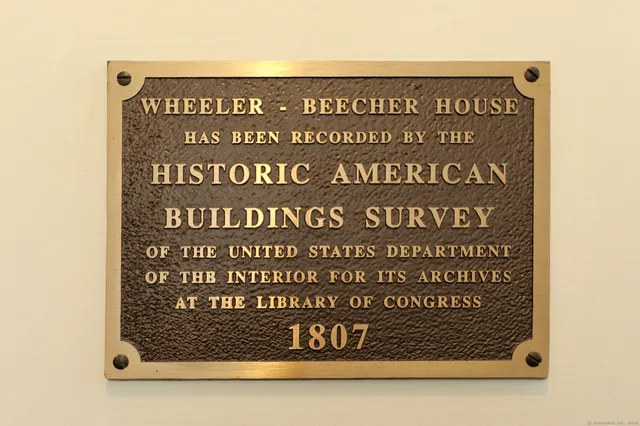 WHEELER - BEECHER HOUSE
HAS BEEN RECORDED BY THE
HISTORIC AMERICAN
BUILDINGS SURVEY
OF THE UNITED STATES DEPARTMENT
OF THE INTERIOR FOR ITS ARCHIVES
AT THE LIBRARY OF CONGRESS
1807